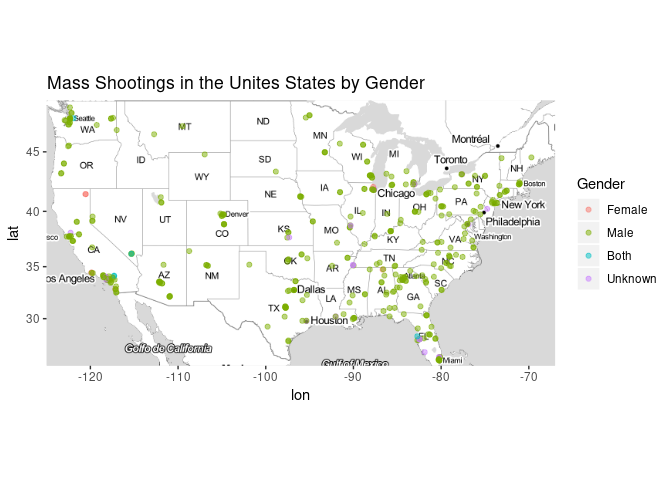 Mass Shootings in the Unites States by Gender
ND
Seattle
WA
MT
MN
Montréal
OR
ID
SD
WI
MI
Toronto
NH
WY
Boston
NY
IA
NE
Chicago
PA
New York
NV
UT
Denver
CO
IL
IN
OH
Philadelphia
sco
CA
KS
MO
KY
VA
Washington
os Angeles
AZ
NM
OK
AR
TN
NC
Atlanta
SC
Dallas
LA
MS
AL
GA
TX
Houston
Golfo de California
Gulf of Mexico
FL
Miami
45
40
35
30
lat
-120
-110
-100
-90
-80
-70
lon
Gender
Female
Male
Both
Unknown